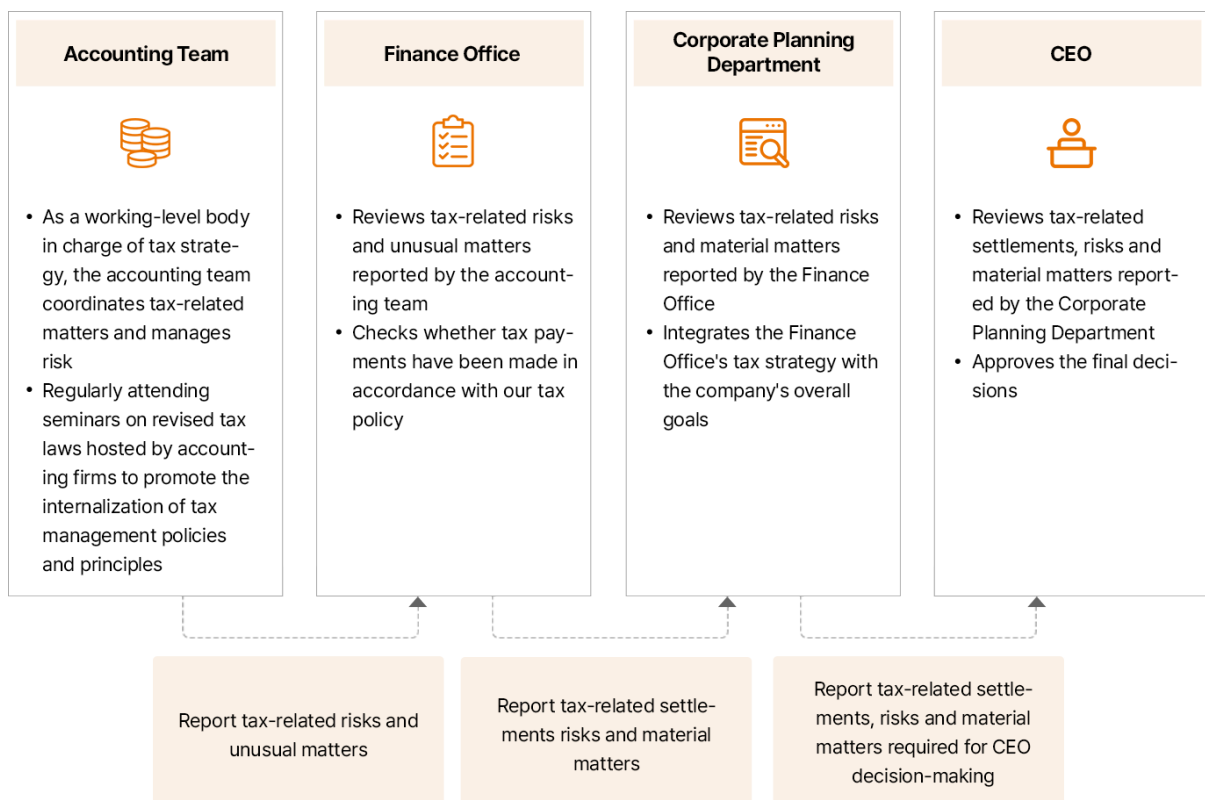 Accounting Team
As a working-level body
in charge of tax strate-
gy, the accounting team
coordinates tax-related
matters and manages
risk
Regularly attending
seminars on revised tax
laws hosted by account-
ing firms to promote the
internalization of tax
management policies
and principles
Finance Office
Reviews tax-related risks
and unusual matters
reported by the account-
ing team
Checks whether tax pay-
ments have been made in
accordance with our tax
policy
Corporate Planning
Department
Reviews tax-related risks
and material matters
reported by the Finance
Office
Integrates the Finance
Office's tax strategy with
the company's overall
goals
CEO
Reviews tax-related
settlements, risks and
material matters report-
ed by the Corporate
Planning Department
Approves the final deci-
sions
Report tax-related risks and
unusual matters
Report tax-related settle-
ments risks and material
matters
Report tax-related settle-
ments, risks and material
matters required for CEO
decision-making